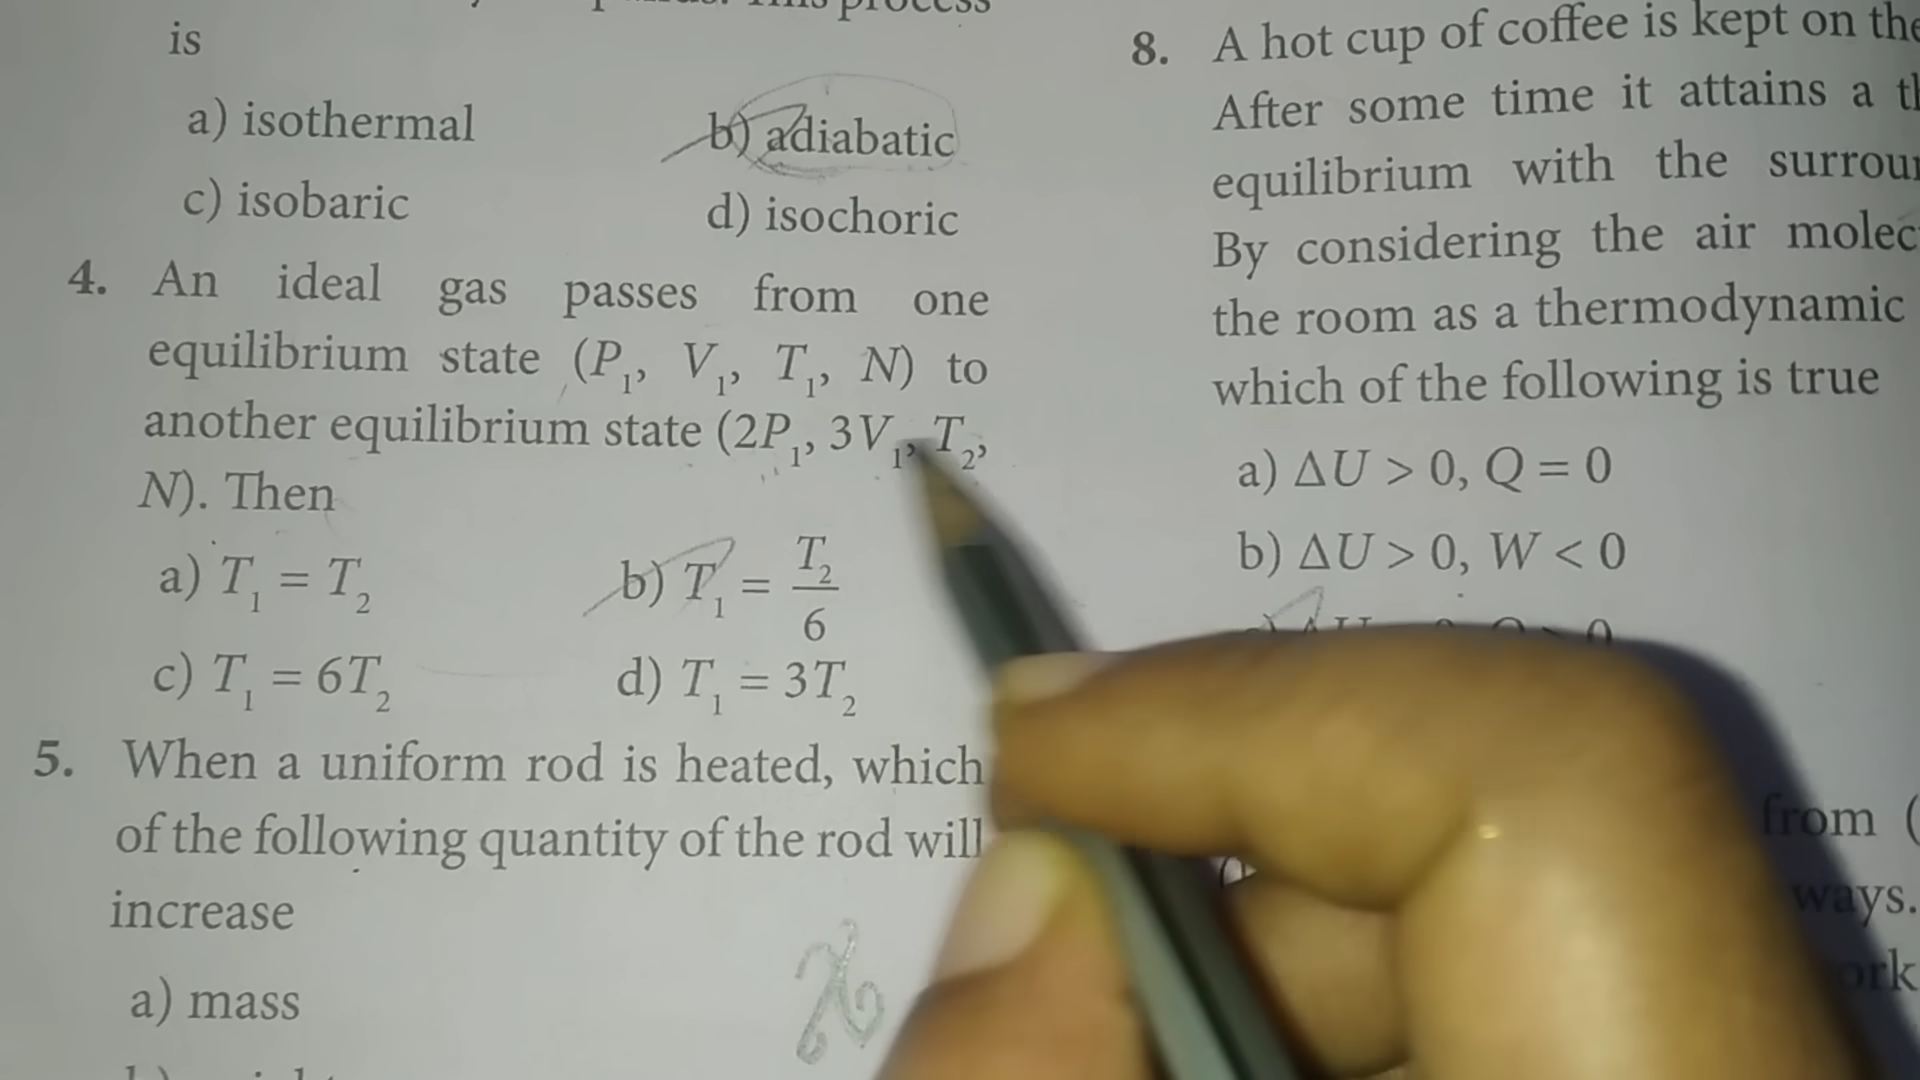 This process
is
a) isothermal
b) adiabatic
c) isobaric
d) isochoric
4. An ideal gas passes from one
equilibrium state (P₁, V₁, T₁, N) to
another equilibrium state (2P₁, 3V₁, T₂,
N). Then
a) T₁ = T₂
b) T₁ = T₂/6
c) T₁ = 6T₂
d) T₁ = 3T₂
5. When a uniform rod is heated, which
of the following quantity of the rod will
increase
a) mass
8. A hot cup of coffee is kept on the
After some time it attains a
equilibrium with the
By considering the air
the room as a thermodynamic
which of the following is true
a) ΔU > 0, Q = 0
b) ΔU > 0, W < 0
from (
ways.